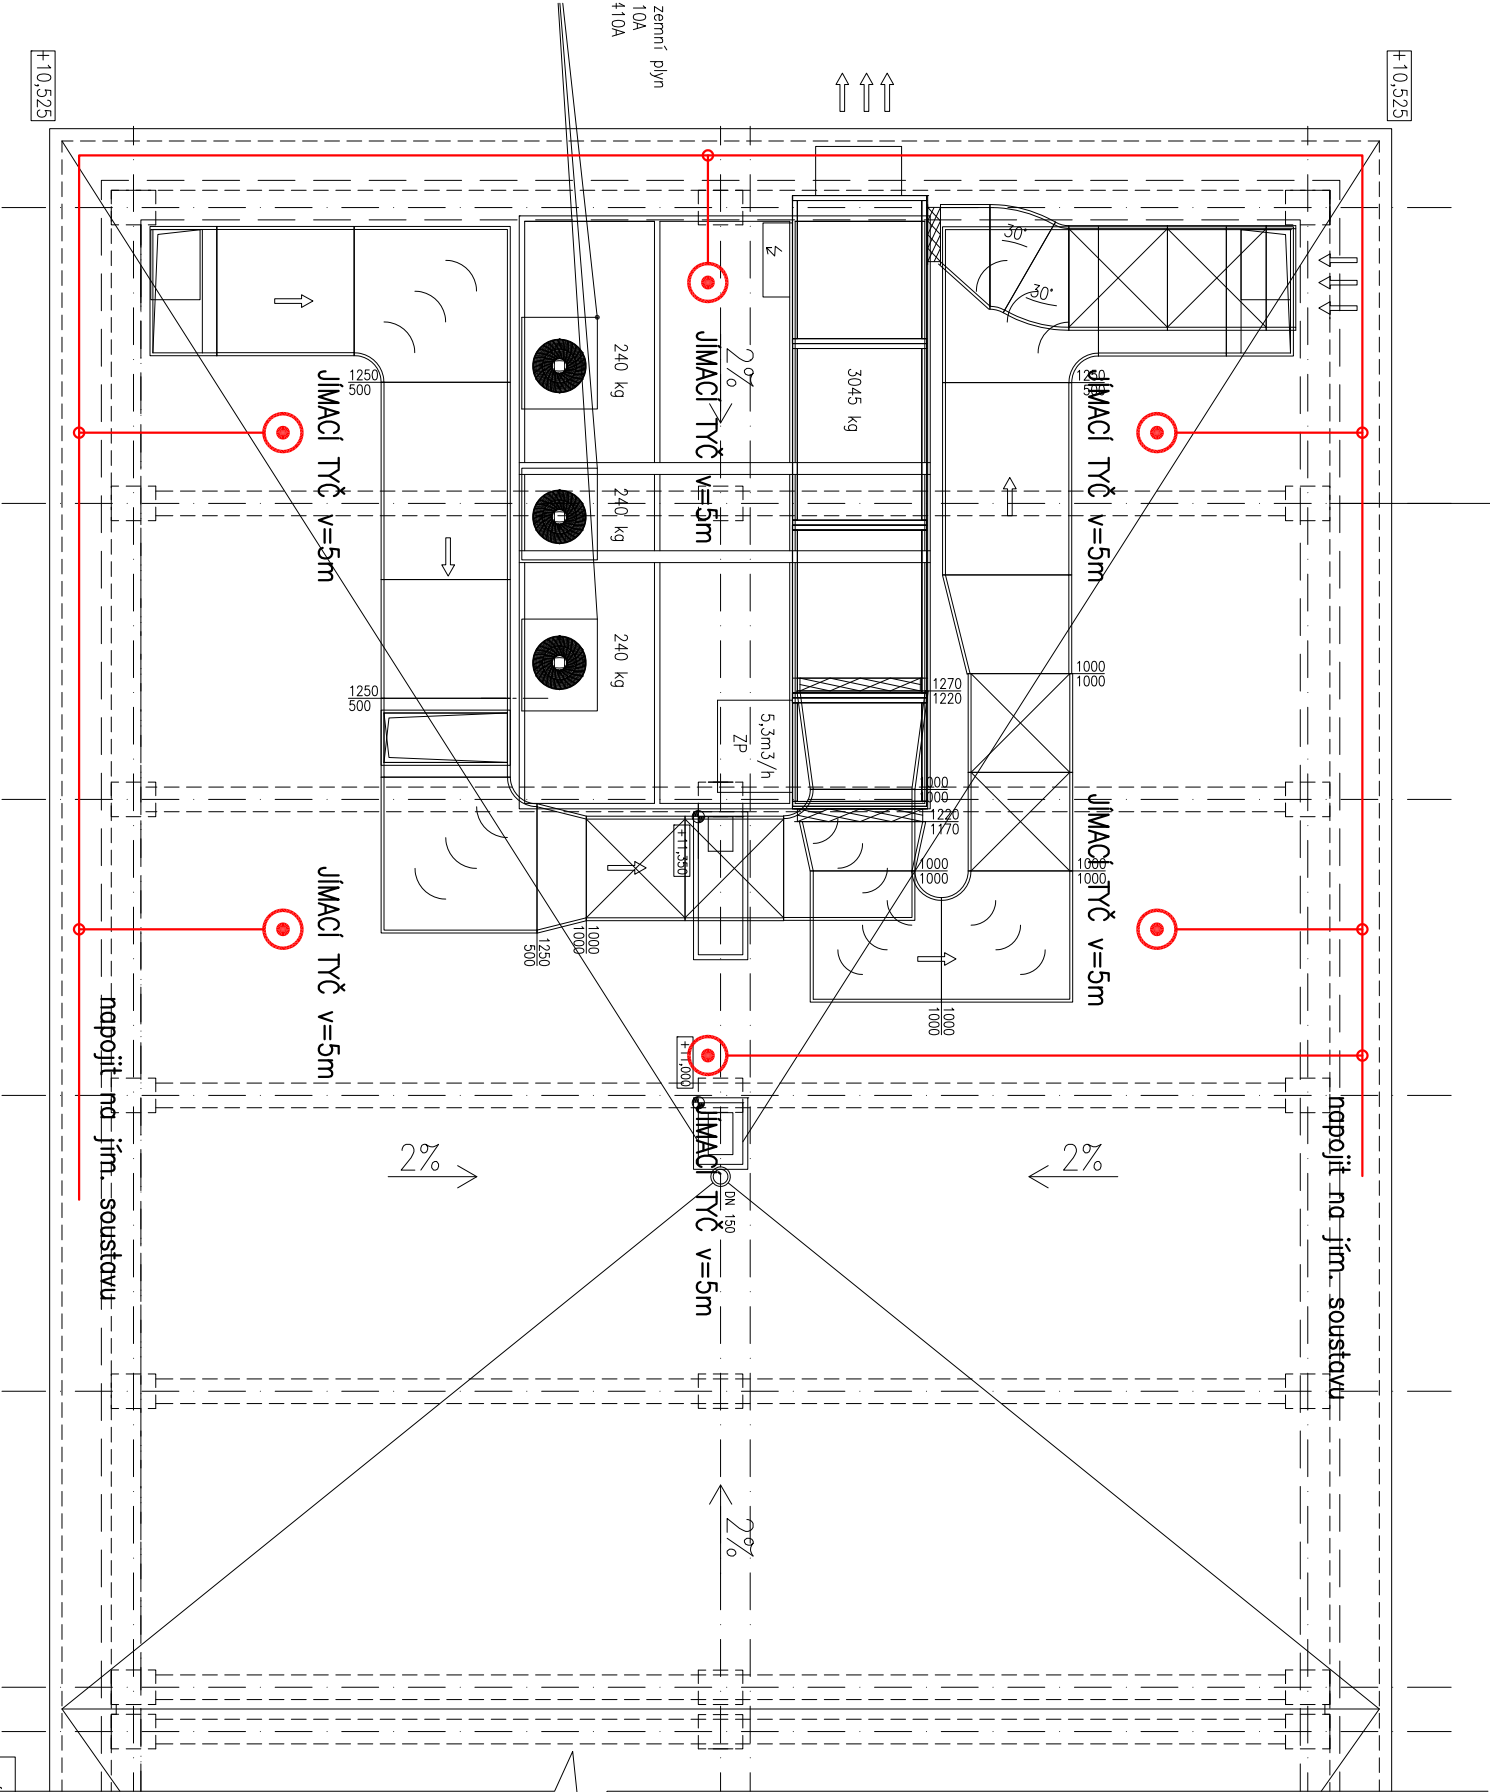 zemní plyn
10A
410A
+10,525
+10,525
30°
30°
JÍMACÍ TYČ v=5m
JÍMACÍ TYČ v=5m
JÍMACÍ TYČ v=5m
1250
500
240 kg
2%
3045 kg
240 kg
240 kg
1250
500
1000
1000
1270
1220
5,3m3/h
ZP
1220
1170
1000
1000
1000
1000
+11,350
JÍMACÍ TYČ v=5m
JÍMACÍ TYČ v=5m
1000
1000
1250
500
1000
1000
+11,000
JÍMACÍ TYČ v=5m
DN 150
2%
2%
napojit na jím. soustavu
napojit na jím. soustavu
2%